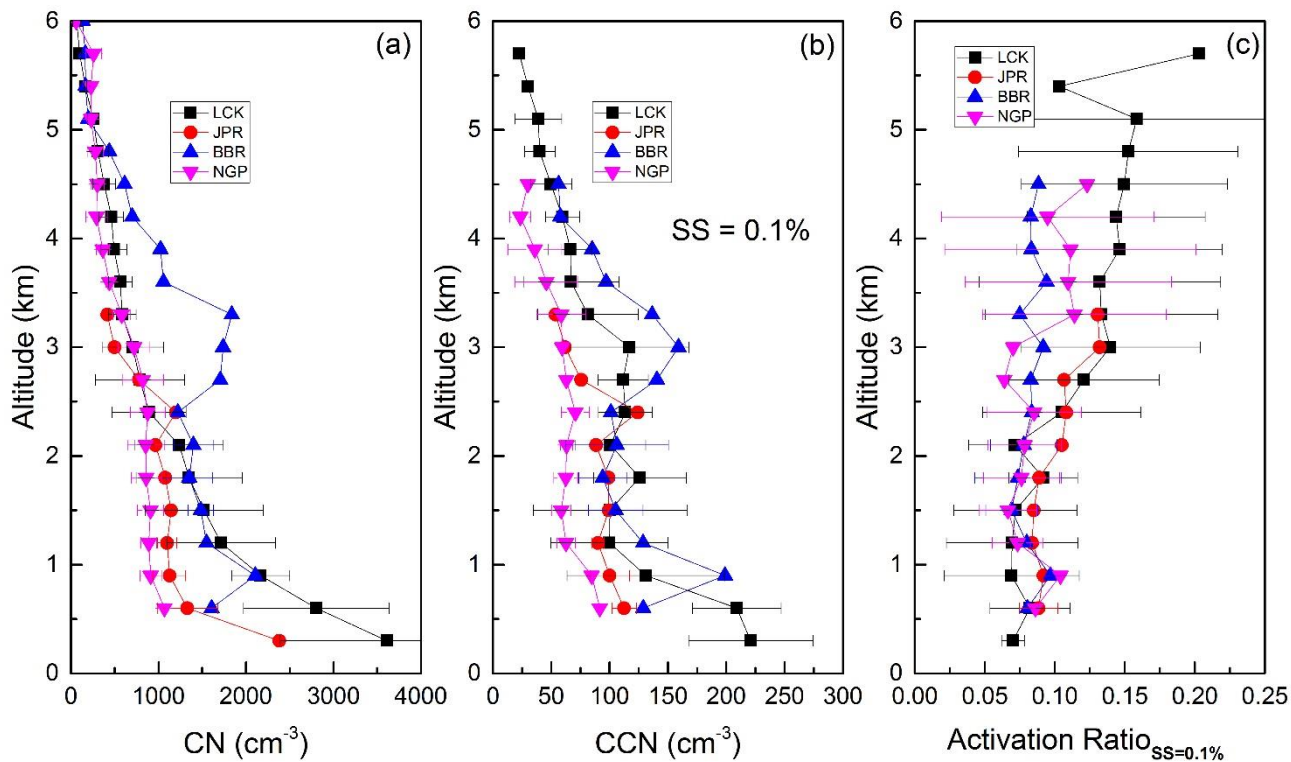 (a)
LCK
JPR
BBR
NGP
6
5
4
3
2
1
0
Altitude (km)
0 1000 2000 3000 4000
CN (cm⁻³)
(b)
LCK
JPR
BBR
NGP
SS = 0.1%
6
5
4
3
2
1
0
Altitude (km)
0 50 100 150 200 250 300
CCN (cm⁻³)
(c)
LCK
JPR
BBR
NGP
6
5
4
3
2
1
0
Altitude (km)
0.00 0.05 0.10 0.15 0.20 0.25
Activation Ratio SS=0.1%